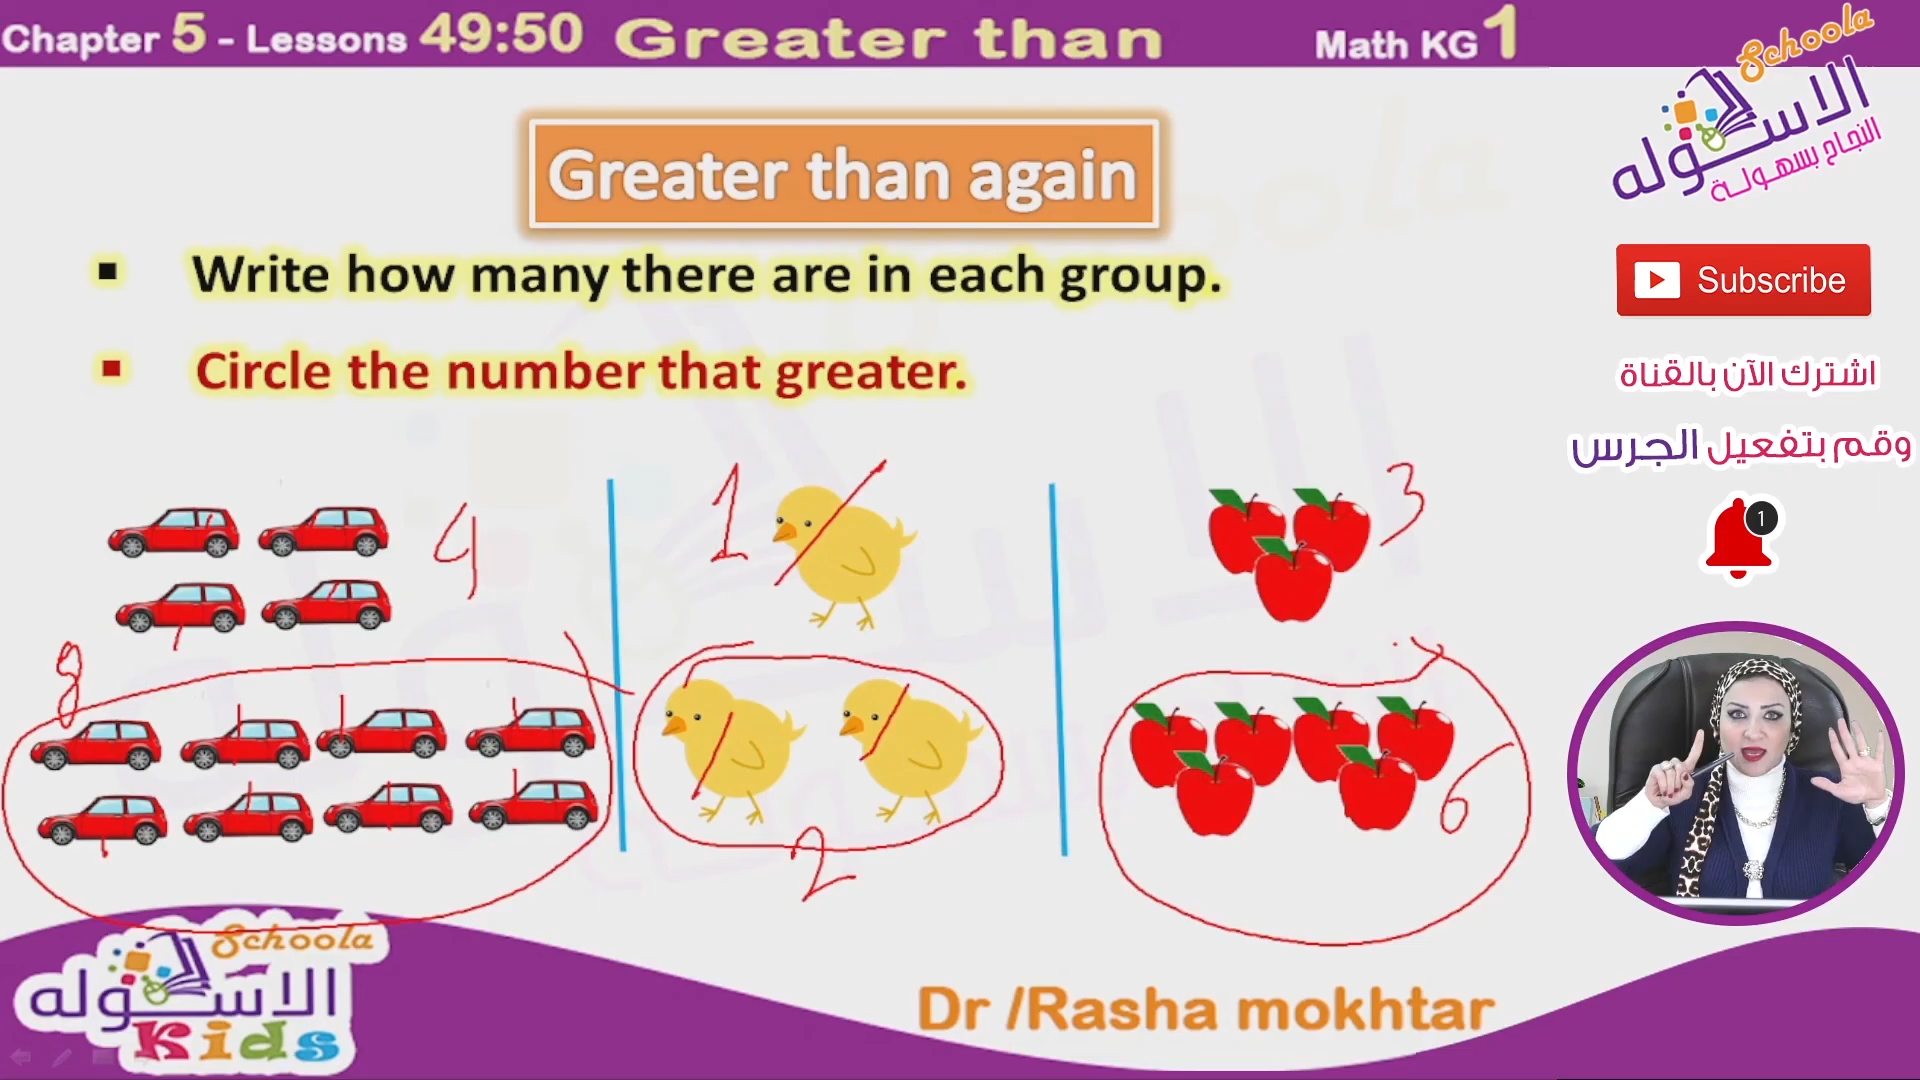 Chapter 5 - Lessons 49:50 Greater than Math KG 1
Schoola
الاسكوله
النجاح بسهولة
Greater than again
▪ Write how many there are in each group.
▪ Circle the number that greater.
Subscribe
اشترك الآن بالقناة
وقم بتفعيل الجرس
1
4
1
3
8
2
6
Schoola
الاسكوله
Kids
Dr /Rasha mokhtar